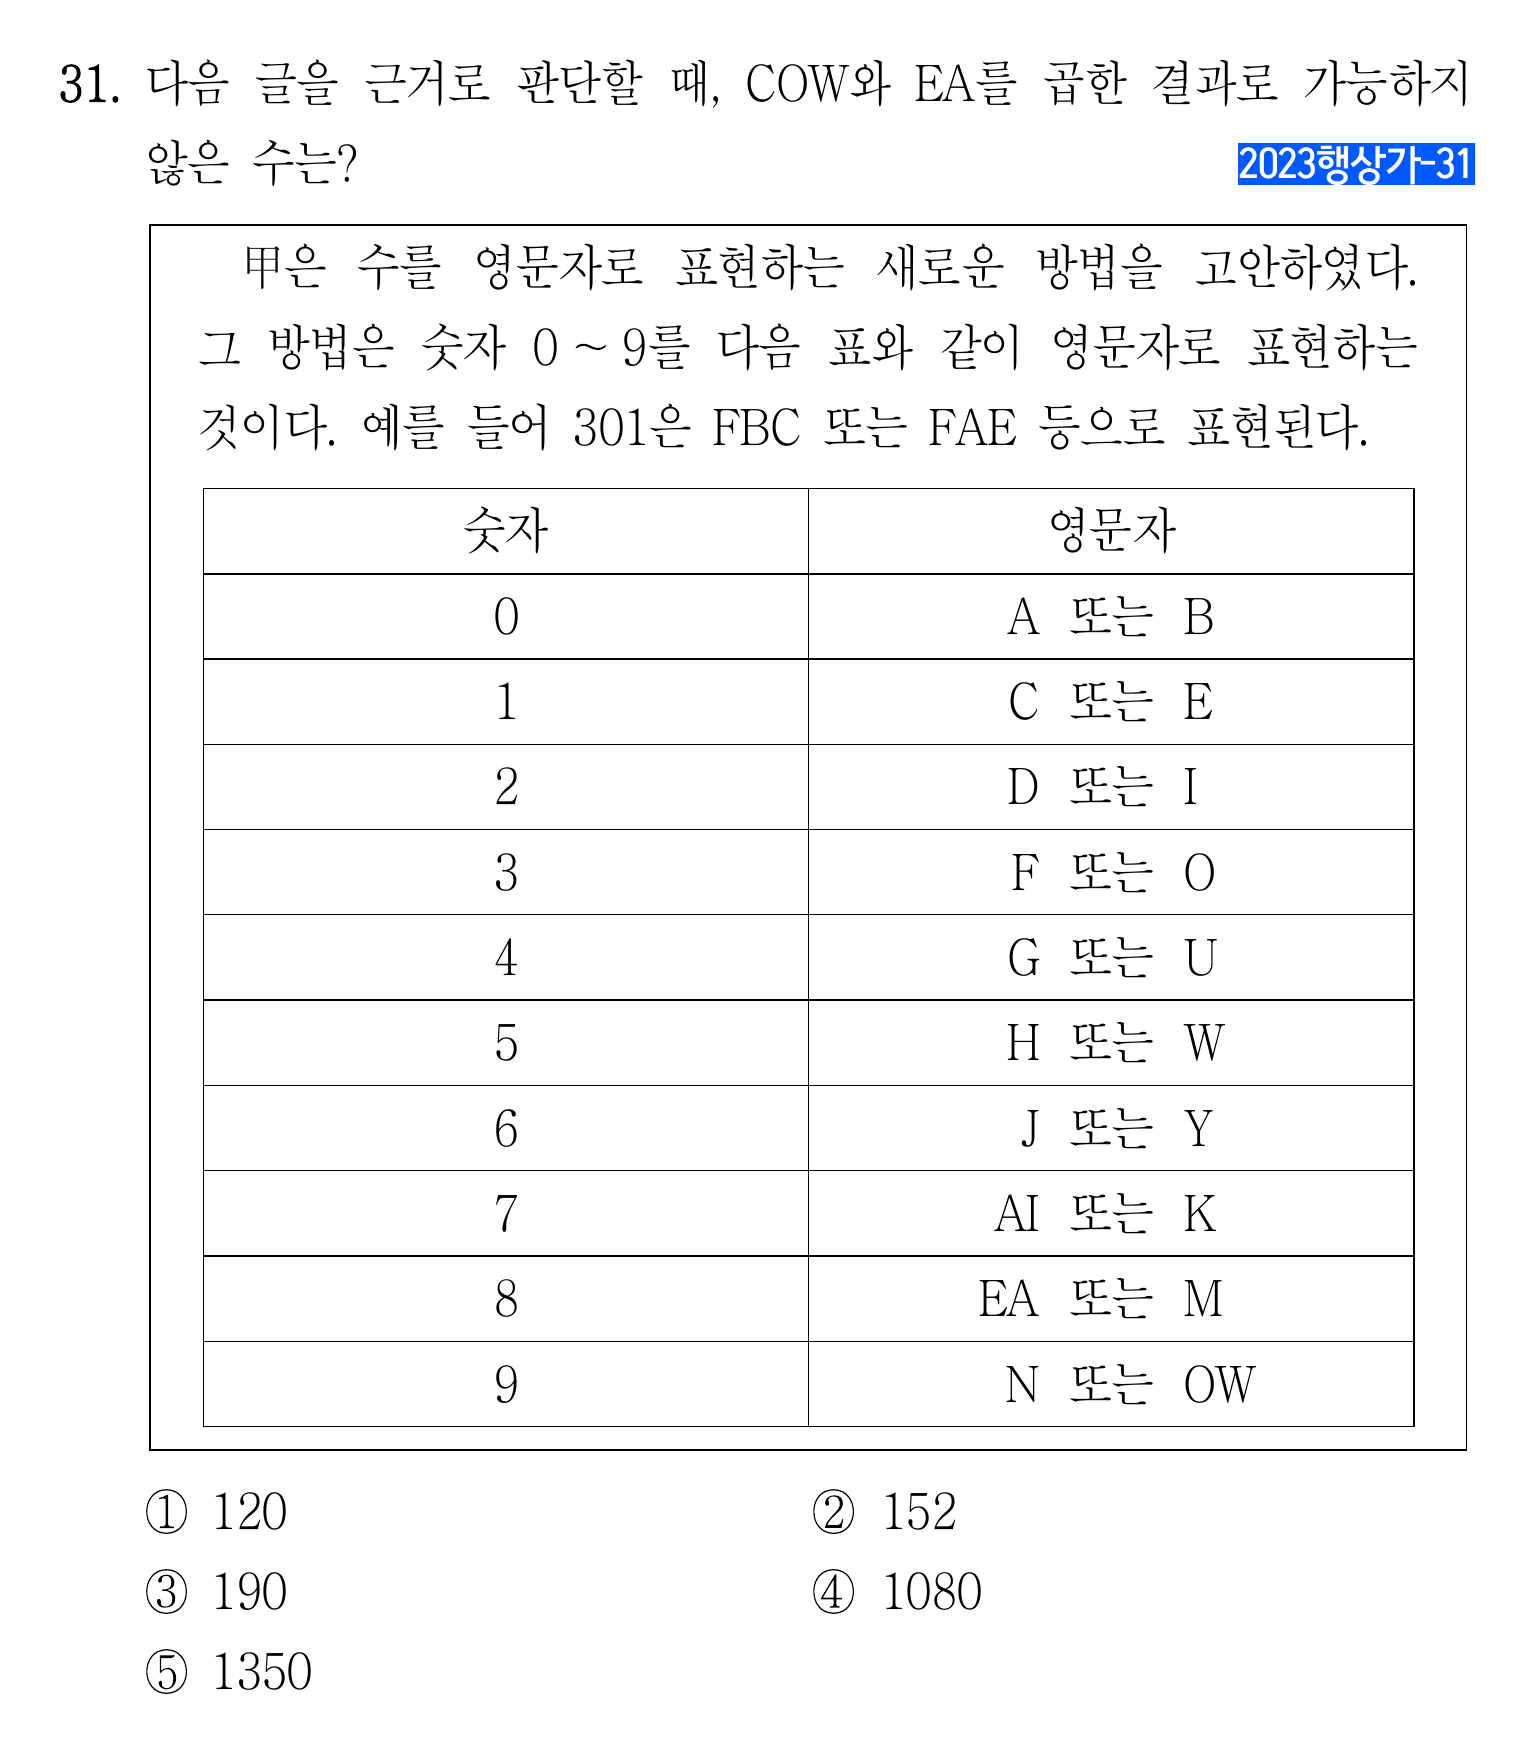 31. 다음 글을 근거로 판단할 때, COW와 EA를 곱한 결과로 가능하지
않은 수는?
2023행상가-31
甲은 수를 영문자로 표현하는 새로운 방법을 고안하였다.
그 방법은 숫자 0 ~ 9를 다음 표와 같이 영문자로 표현하는
것이다. 예를 들어 301은 FBC 또는 FAE 등으로 표현된다.
숫자 영문자
0 A 또는 B
1 C 또는 E
2 D 또는 I
3 F 또는 O
4 G 또는 U
5 H 또는 W
6 J 또는 Y
7 AI 또는 K
8 EA 또는 M
9 N 또는 OW
① 120 ② 152
③ 190 ④ 1080
⑤ 1350